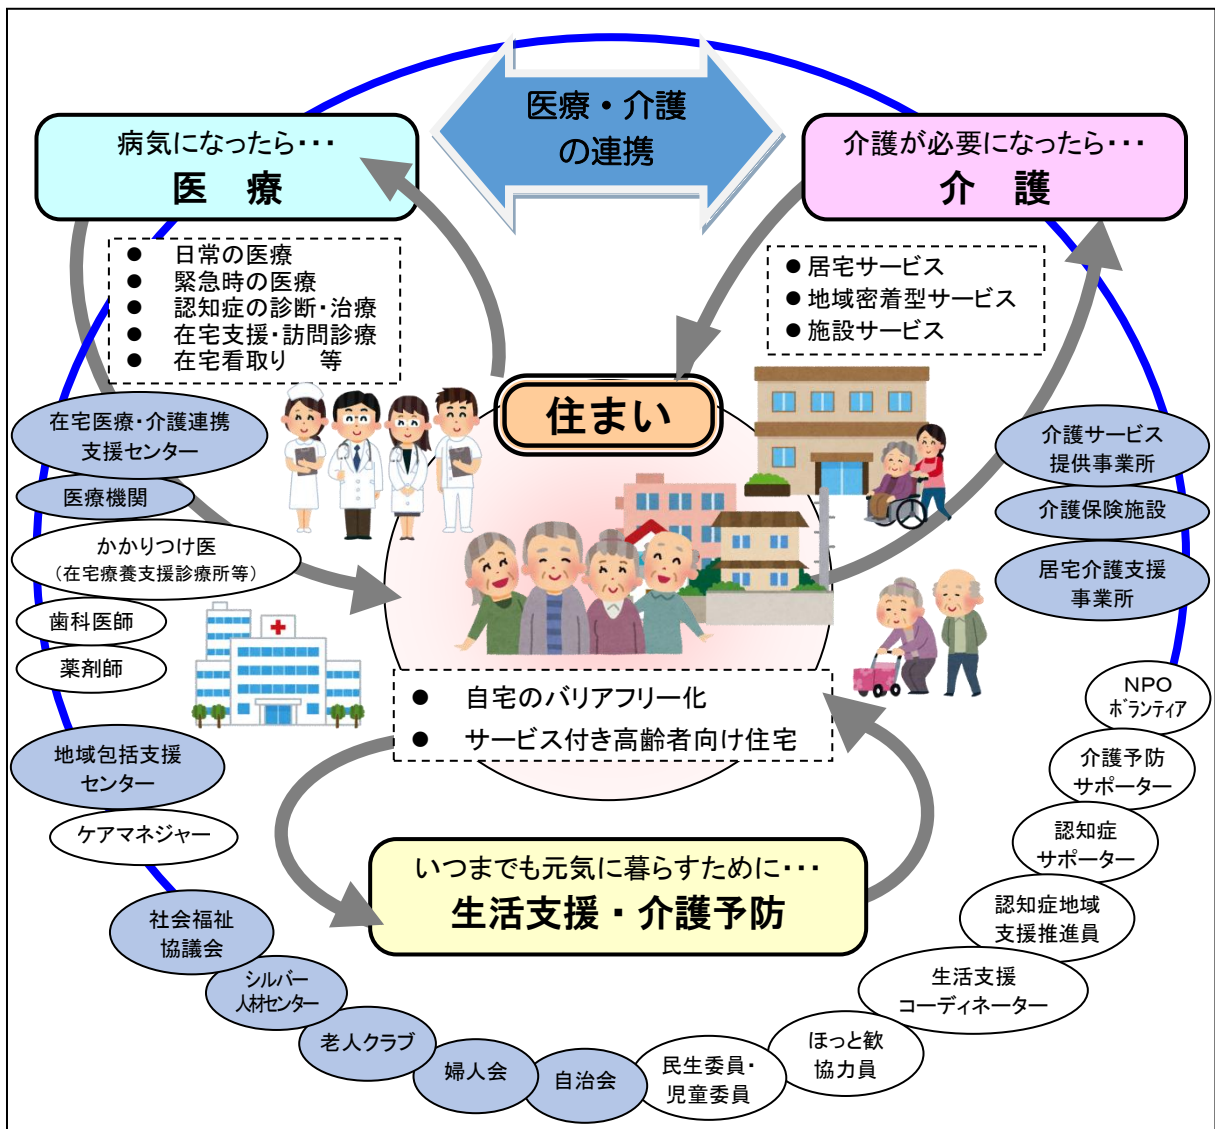 医療・介護
の連携
病気になったら・・・
医　療
介護が必要になったら・・・
介　護
● 日常の医療
● 緊急時の医療
● 認知症の診断・治療
● 在宅支援・訪問診療
● 在宅看取り　等
● 居宅サービス
● 地域密着型サービス
● 施設サービス
住まい
在宅医療・介護連携
支援センター
医療機関
かかりつけ医
（在宅療養支援診療所等）
歯科医師
薬剤師
介護サービス
提供事業所
介護保険施設
居宅介護支援
事業所
● 自宅のバリアフリー化
● サービス付き高齢者向け住宅
地域包括支援
センター
ケアマネジャー
いつまでも元気に暮らすために・・・
生活支援・介護予防
社会福祉
協議会
シルバー
人材センター
老人クラブ
婦人会
自治会
民生委員・
児童委員
ほっと歓
協力員
生活支援
コーディネーター
認知症地域
支援推進員
認知症
サポーター
介護予防
サポーター
NPO
ボランティア